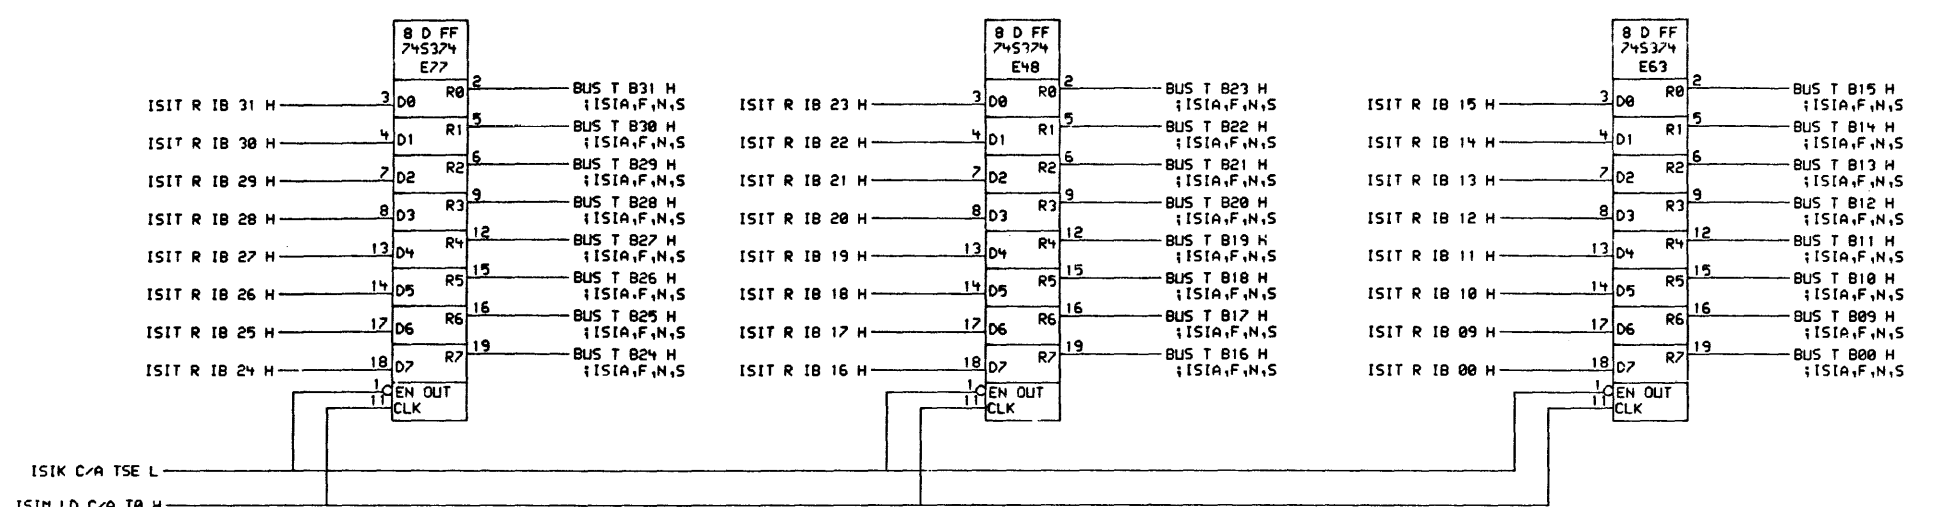 8 D FF
74S374
E77
ISIT R IB 31 H 3 D0 R0 2 BUS T B31 H
;ISIA,F,N,S
ISIT R IB 30 H 4 D1 R1 5 BUS T B30 H
;ISIA,F,N,S
ISIT R IB 29 H 7 D2 R2 6 BUS T B29 H
;ISIA,F,N,S
ISIT R IB 28 H 8 D3 R3 9 BUS T B28 H
;ISIA,F,N,S
ISIT R IB 27 H 13 D4 R4 12 BUS T B27 H
;ISIA,F,N,S
ISIT R IB 26 H 14 D5 R5 15 BUS T B26 H
;ISIA,F,N,S
ISIT R IB 25 H 17 D6 R6 16 BUS T B25 H
;ISIA,F,N,S
ISIT R IB 24 H 18 D7 R7 19 BUS T B24 H
;ISIA,F,N,S
1 EN OUT
11 CLK
8 D FF
74S374
E48
ISIT R IB 23 H 3 D0 R0 2 BUS T B23 H
;ISIA,F,N,S
ISIT R IB 22 H 4 D1 R1 5 BUS T B22 H
;ISIA,F,N,S
ISIT R IB 21 H 7 D2 R2 6 BUS T B21 H
;ISIA,F,N,S
ISIT R IB 20 H 8 D3 R3 9 BUS T B20 H
;ISIA,F,N,S
ISIT R IB 19 H 13 D4 R4 12 BUS T B19 H
;ISIA,F,N,S
ISIT R IB 18 H 14 D5 R5 15 BUS T B18 H
;ISIA,F,N,S
ISIT R IB 17 H 17 D6 R6 16 BUS T B17 H
;ISIA,F,N,S
ISIT R IB 16 H 18 D7 R7 19 BUS T B16 H
;ISIA,F,N,S
1 EN OUT
11 CLK
8 D FF
74S374
E63
ISIT R IB 15 H 3 D0 R0 2 BUS T B15 H
;ISIA,F,N,S
ISIT R IB 14 H 4 D1 R1 5 BUS T B14 H
;ISIA,F,N,S
ISIT R IB 13 H 7 D2 R2 6 BUS T B13 H
;ISIA,F,N,S
ISIT R IB 12 H 8 D3 R3 9 BUS T B12 H
;ISIA,F,N,S
ISIT R IB 11 H 13 D4 R4 12 BUS T B11 H
;ISIA,F,N,S
ISIT R IB 10 H 14 D5 R5 15 BUS T B10 H
;ISIA,F,N,S
ISIT R IB 09 H 17 D6 R6 16 BUS T B09 H
;ISIA,F,N,S
ISIT R IB 00 H 18 D7 R7 19 BUS T B00 H
;ISIA,F,N,S
1 EN OUT
11 CLK
ISIK C/A TSE L
ISIM LD C/A T0 H